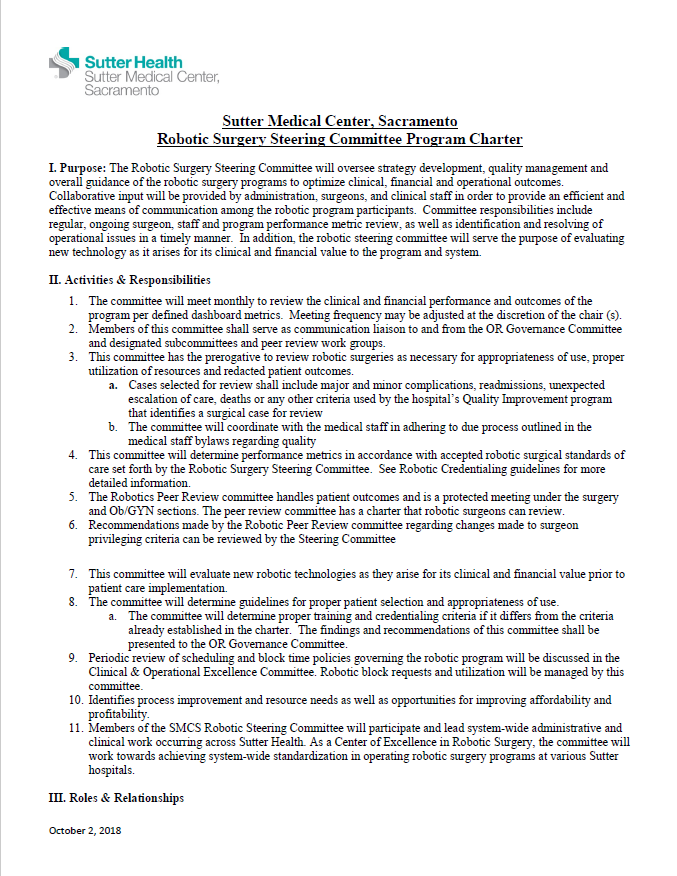 Sutter Health
Sutter Medical Center,
Sacramento
Sutter Medical Center, Sacramento
Robotic Surgery Steering Committee Program Charter
I. Purpose: The Robotic Surgery Steering Committee will oversee strategy development, quality management and
overall guidance of the robotic surgery programs to optimize clinical, financial and operational outcomes.
Collaborative input will be provided by administration, surgeons, and clinical staff in order to provide an efficient and
effective means of communication among the robotic program participants. Committee responsibilities include
regular, ongoing surgeon, staff and program performance metric review, as well as identification and resolving of
operational issues in a timely manner. In addition, the robotic steering committee will serve the purpose of evaluating
new technology as it arises for its clinical and financial value to the program and system.
II. Activities & Responsibilities
1. The committee will meet monthly to review the clinical and financial performance and outcomes of the
program per defined dashboard metrics. Meeting frequency may be adjusted at the discretion of the chair (s).
2. Members of this committee shall serve as communication liaison to and from the OR Governance Committee
and designated subcommittees and peer review work groups.
3. This committee has the prerogative to review robotic surgeries as necessary for appropriateness of use, proper
utilization of resources and redacted patient outcomes.
a. Cases selected for review shall include major and minor complications, readmissions, unexpected
escalation of care, deaths or any other criteria used by the hospital's Quality Improvement program
that identifies a surgical case for review
b. The committee will coordinate with the medical staff in adhering to due process outlined in the
medical staff bylaws regarding quality
4. This committee will determine performance metrics in accordance with accepted robotic surgical standards of
care set forth by the Robotic Surgery Steering Committee. See Robotic Credentialing guidelines for more
detailed information.
5. The Robotics Peer Review committee handles patient outcomes and is a protected meeting under the surgery
and Ob/GYN sections. The peer review committee has a charter that robotic surgeons can review.
6. Recommendations made by the Robotic Peer Review committee regarding changes made to surgeon
privileging criteria can be reviewed by the Steering Committee
7. This committee will evaluate new robotic technologies as they arise for its clinical and financial value prior to
patient care implementation.
8. The committee will determine guidelines for proper patient selection and appropriateness of use.
a. The committee will determine proper training and credentialing criteria if it differs from the criteria
already established in the charter. The findings and recommendations of this committee shall be
presented to the OR Governance Committee.
9. Periodic review of scheduling and block time policies governing the robotic program will be discussed in the
Clinical & Operational Excellence Committee. Robotic block requests and utilization will be managed by this
committee.
10. Identifies process improvement and resource needs as well as opportunities for improving affordability and
profitability.
11. Members of the SMCS Robotic Steering Committee will participate and lead system-wide administrative and
clinical work occurring across Sutter Health. As a Center of Excellence in Robotic Surgery, the committee will
work towards achieving system-wide standardization in operating robotic surgery programs at various Sutter
hospitals.
III. Roles & Relationships
October 2, 2018